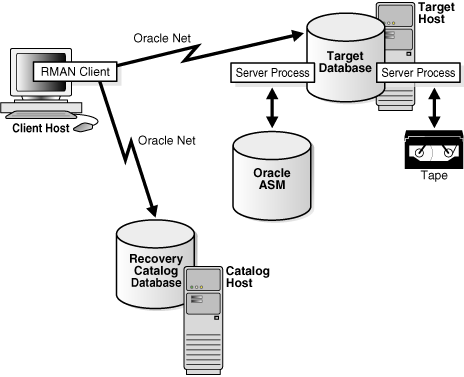 Target
Host
Oracle Net
Target
Database
RMAN Client
Server Process
Server Process
Client Host
Oracle Net
Oracle
ASM
Tape
Recovery
Catalog
Database
Catalog
Host